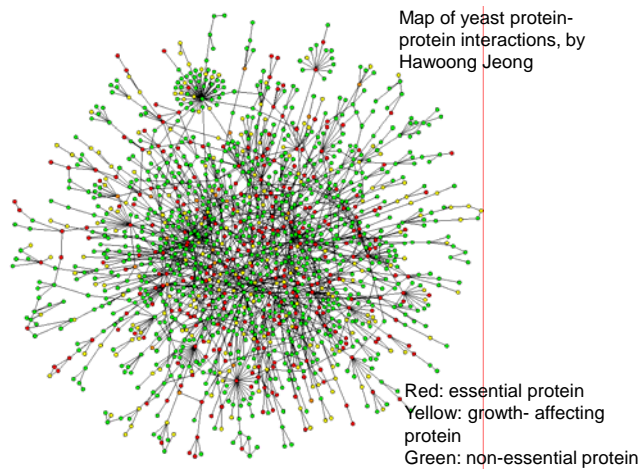 Map of yeast protein-
protein interactions, by
Hawoong Jeong
Red: essential protein
Yellow: growth- affecting
protein
Green: non-essential protein